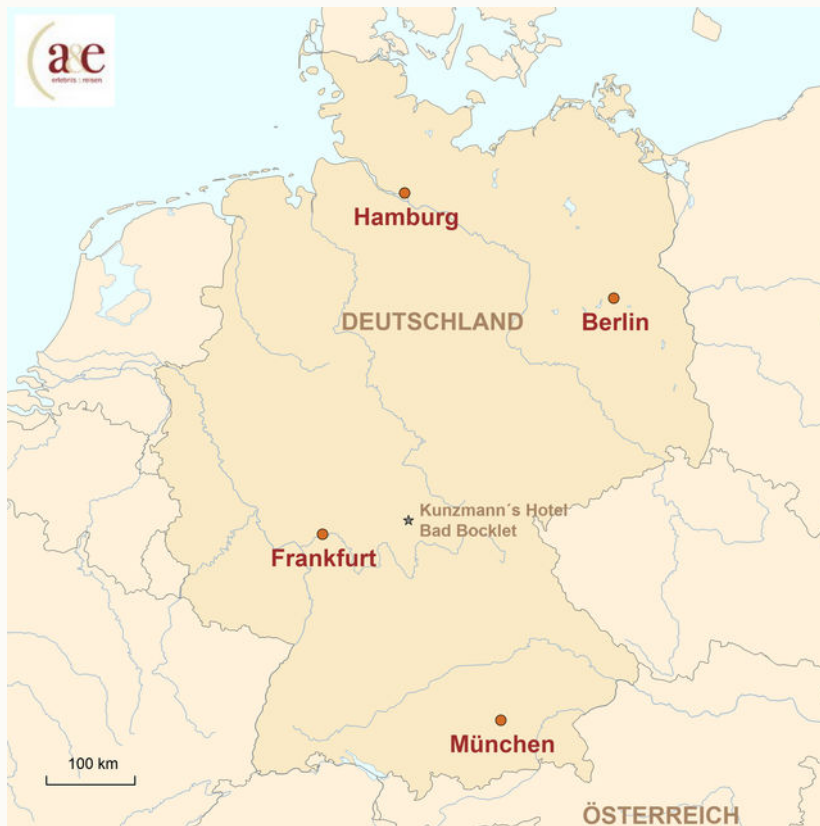 a&e
erlebnis : reisen
Hamburg
DEUTSCHLAND
Berlin
Kunzmann´s Hotel
Bad Bocklet
Frankfurt
München
100 km
ÖSTERREICH